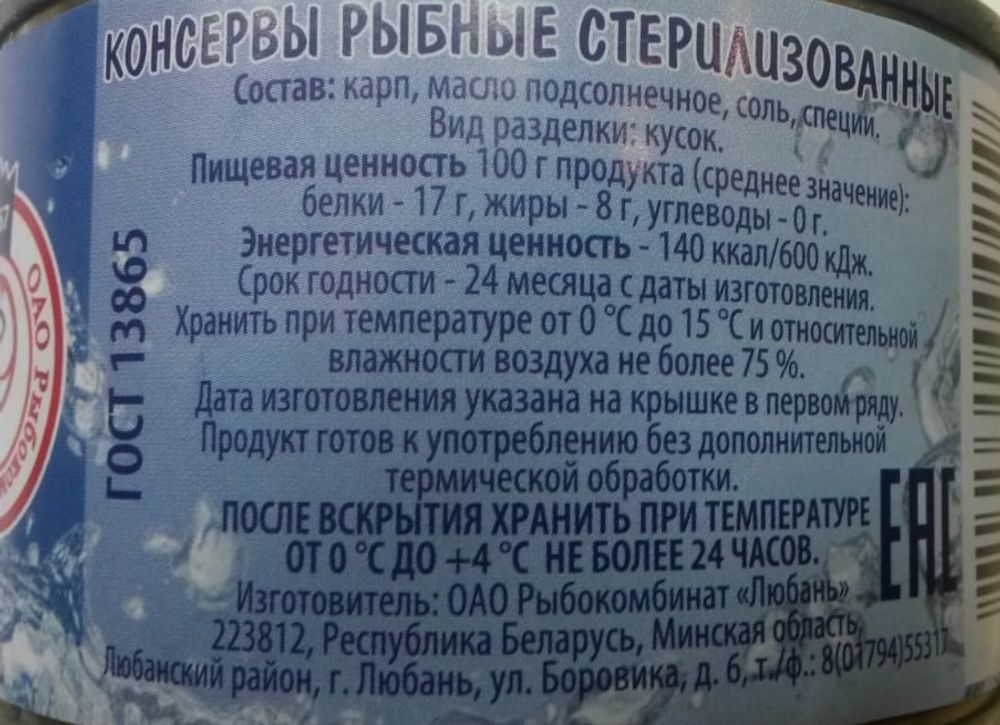 КОНСЕРВЫ РЫБНЫЕ СТЕРИЛИЗОВАННЫЕ
Состав: карп, масло подсолнечное, соль, специи.
Вид разделки: кусок.
Пищевая ценность 100 г продукта (среднее значение):
белки - 17 г, жиры - 8 г, углеводы - 0 г.
Энергетическая ценность - 140 ккал/600 кДж.
Срок годности - 24 месяца с даты изготовления.
Хранить при температуре от 0 °С до 15 °С и относительной
влажности воздуха не более 75 %.
Дата изготовления указана на крышке в первом ряду.
Продукт готов к употреблению без дополнительной
термической обработки.
ПОСЛЕ ВСКРЫТИЯ ХРАНИТЬ ПРИ ТЕМПЕРАТУРЕ
ОТ 0 °С ДО +4 °С НЕ БОЛЕЕ 24 ЧАСОВ.
Изготовитель: ОАО Рыбокомбинат «Любань»
223812, Республика Беларусь, Минская область,
Любанский район, г. Любань, ул. Боровика, д. 6, т./ф.: 8(01794)55317
ГОСТ 13865
ОАО
EAC